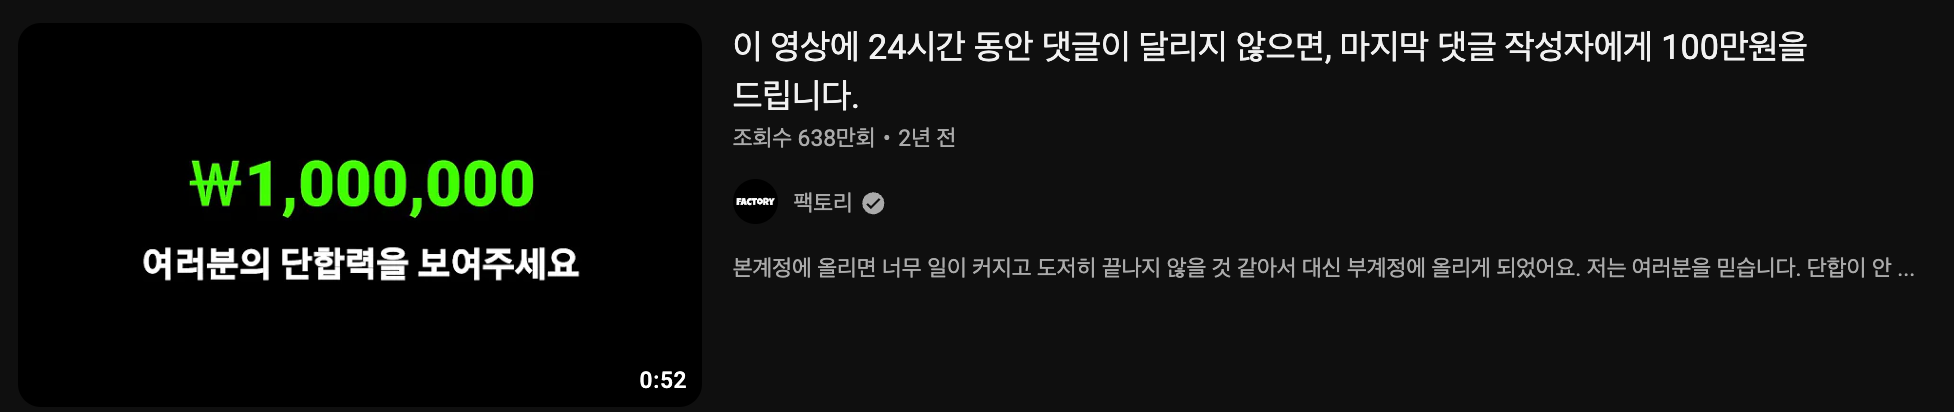 ₩1,000,000
여러분의 단합력을 보여주세요
0:52
이 영상에 24시간 동안 댓글이 달리지 않으면, 마지막 댓글 작성자에게 100만원을
드립니다.
조회수 638만회 • 2년 전
FACTORY 팩토리
본계정에 올리면 너무 일이 커지고 도저히 끝나지 않을 것 같아서 대신 부계정에 올리게 되었어요. 저는 여러분을 믿습니다. 단합이 안 ...